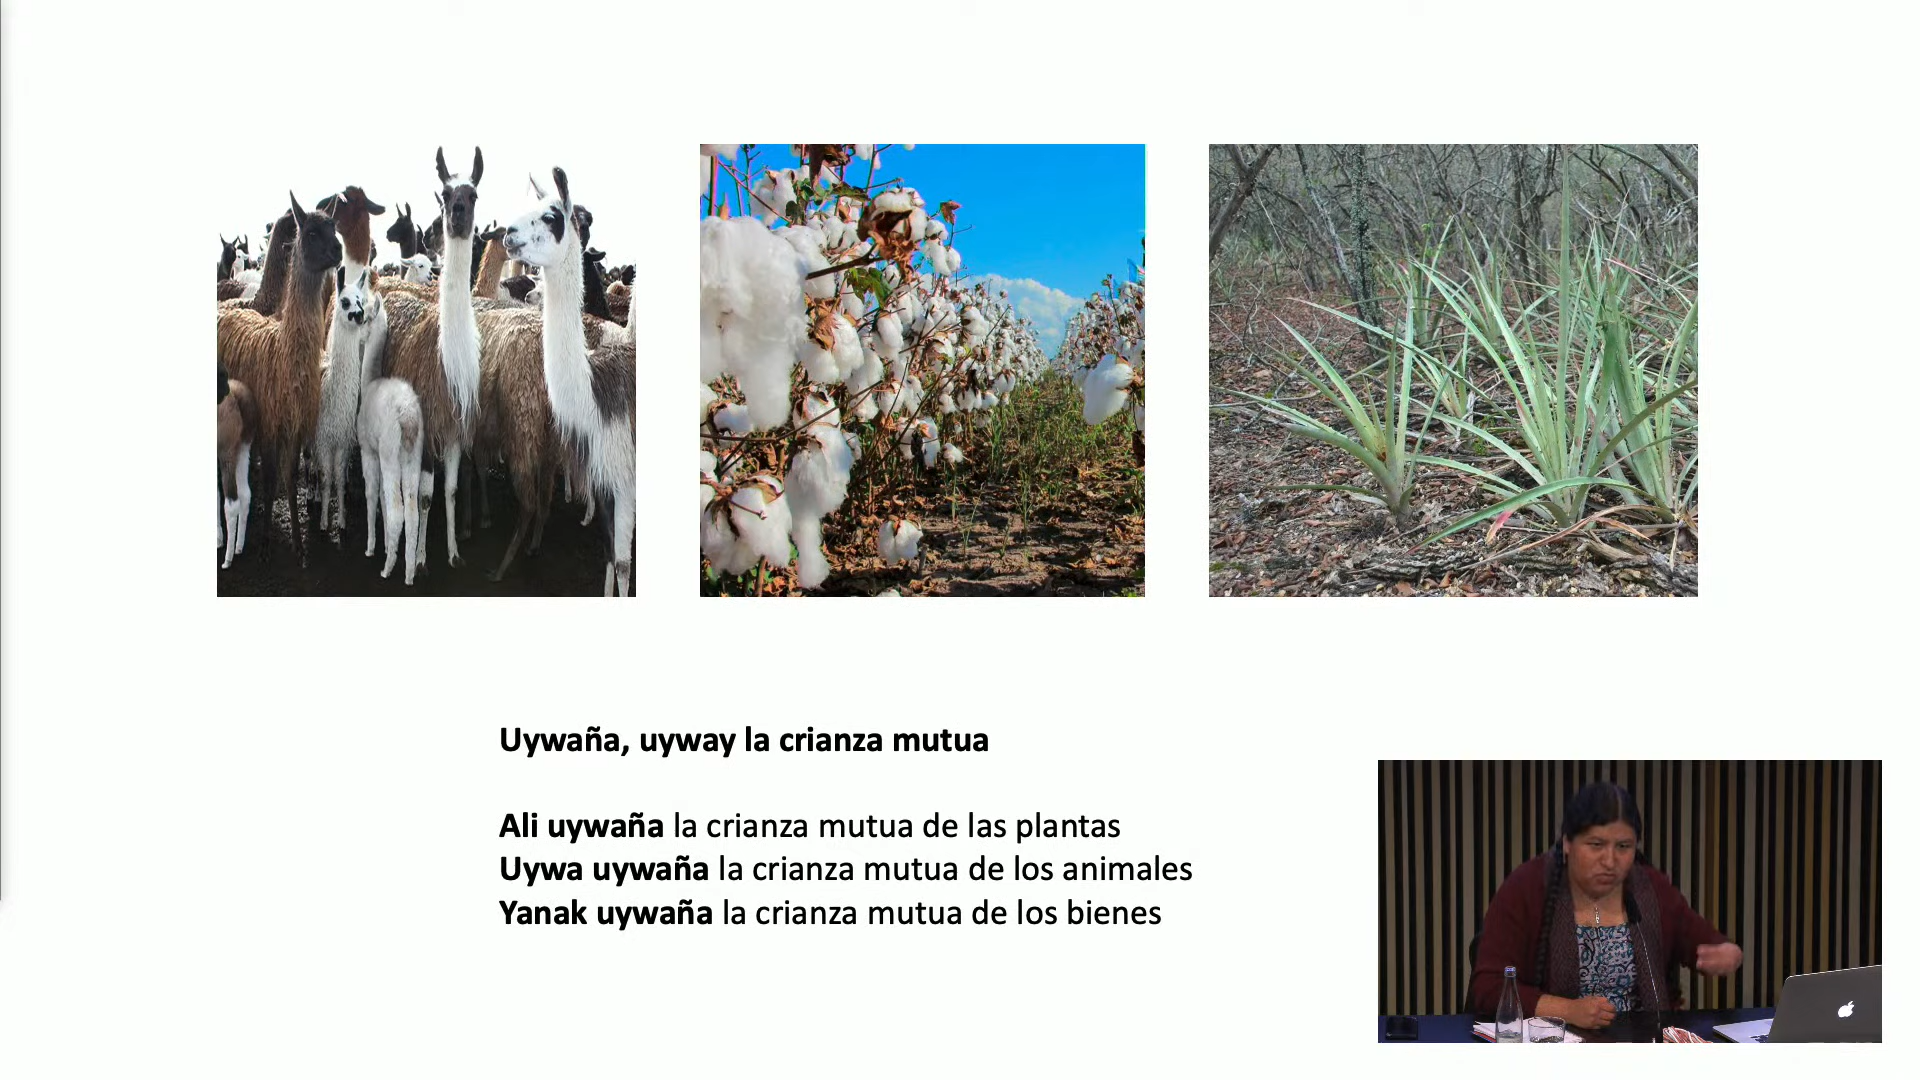 Uywaña, uyway la crianza mutua
Ali uywaña la crianza mutua de las plantas
Uywa uywaña la crianza mutua de los animales
Yanak uywaña la crianza mutua de los bienes